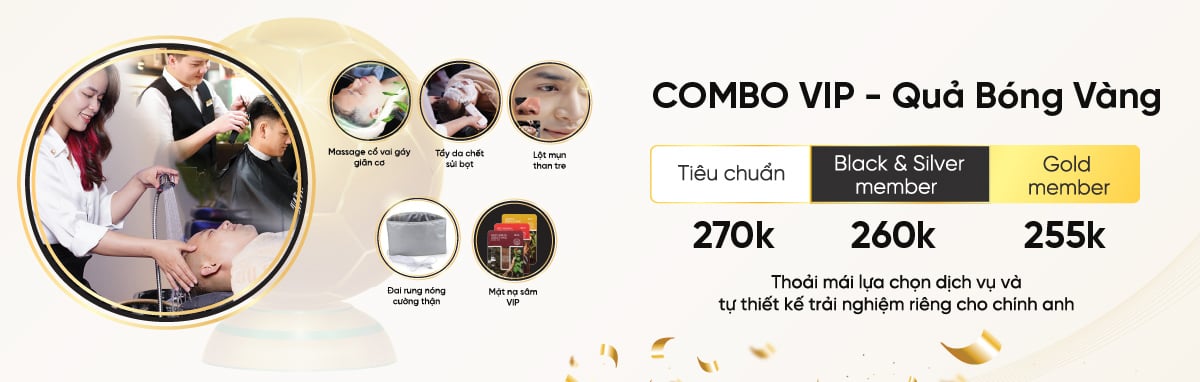 Massage cổ vai gáy
giãn cơ
Tẩy da chết
sủi bọt
Lột mụn
than tre
Đai rung nóng
cường thận
Mặt nạ sâm
VIP
COMBO VIP - Quả Bóng Vàng
Tiêu chuẩn
Black & Silver
member
Gold
member
270k
260k
255k
Thoải mái lựa chọn dịch vụ và
tự thiết kế trải nghiệm riêng cho chính anh